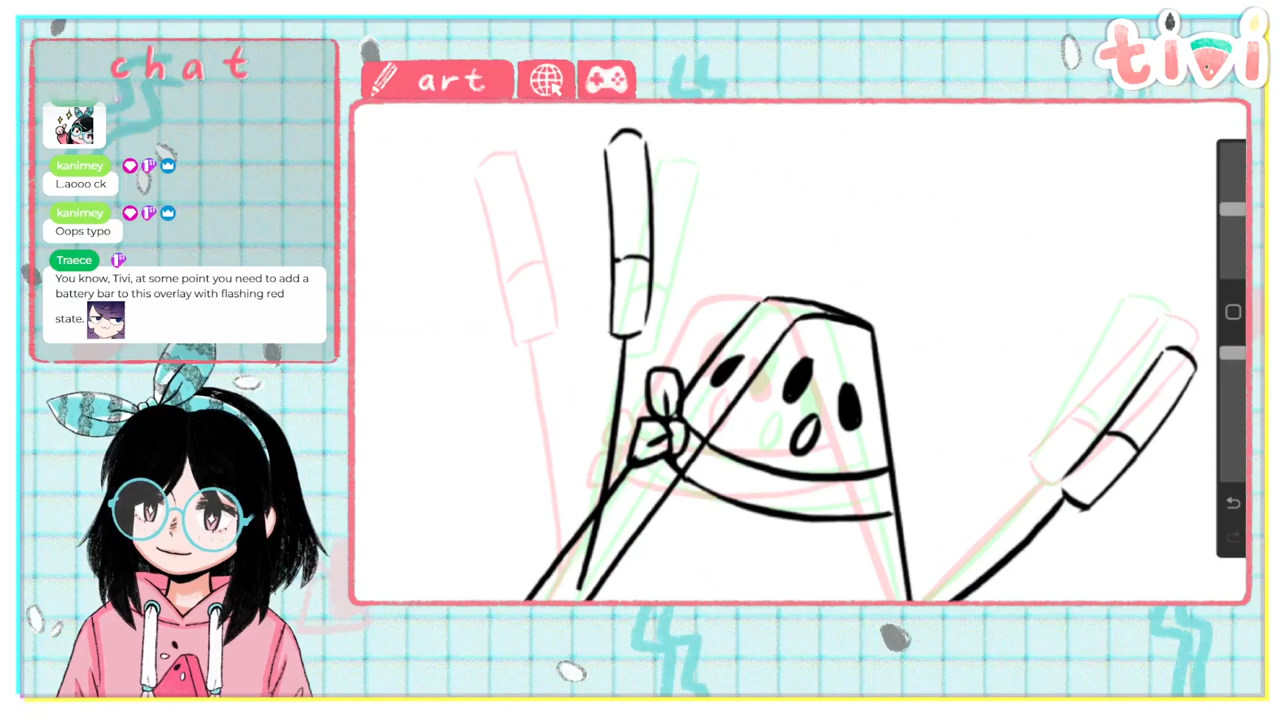 chat
tivi
art
kanimey
Laooo ck
kanimey
Oops typo
Traece
You know, Tivi, at some point you need to add a
battery bar to this overlay with flashing red
state.